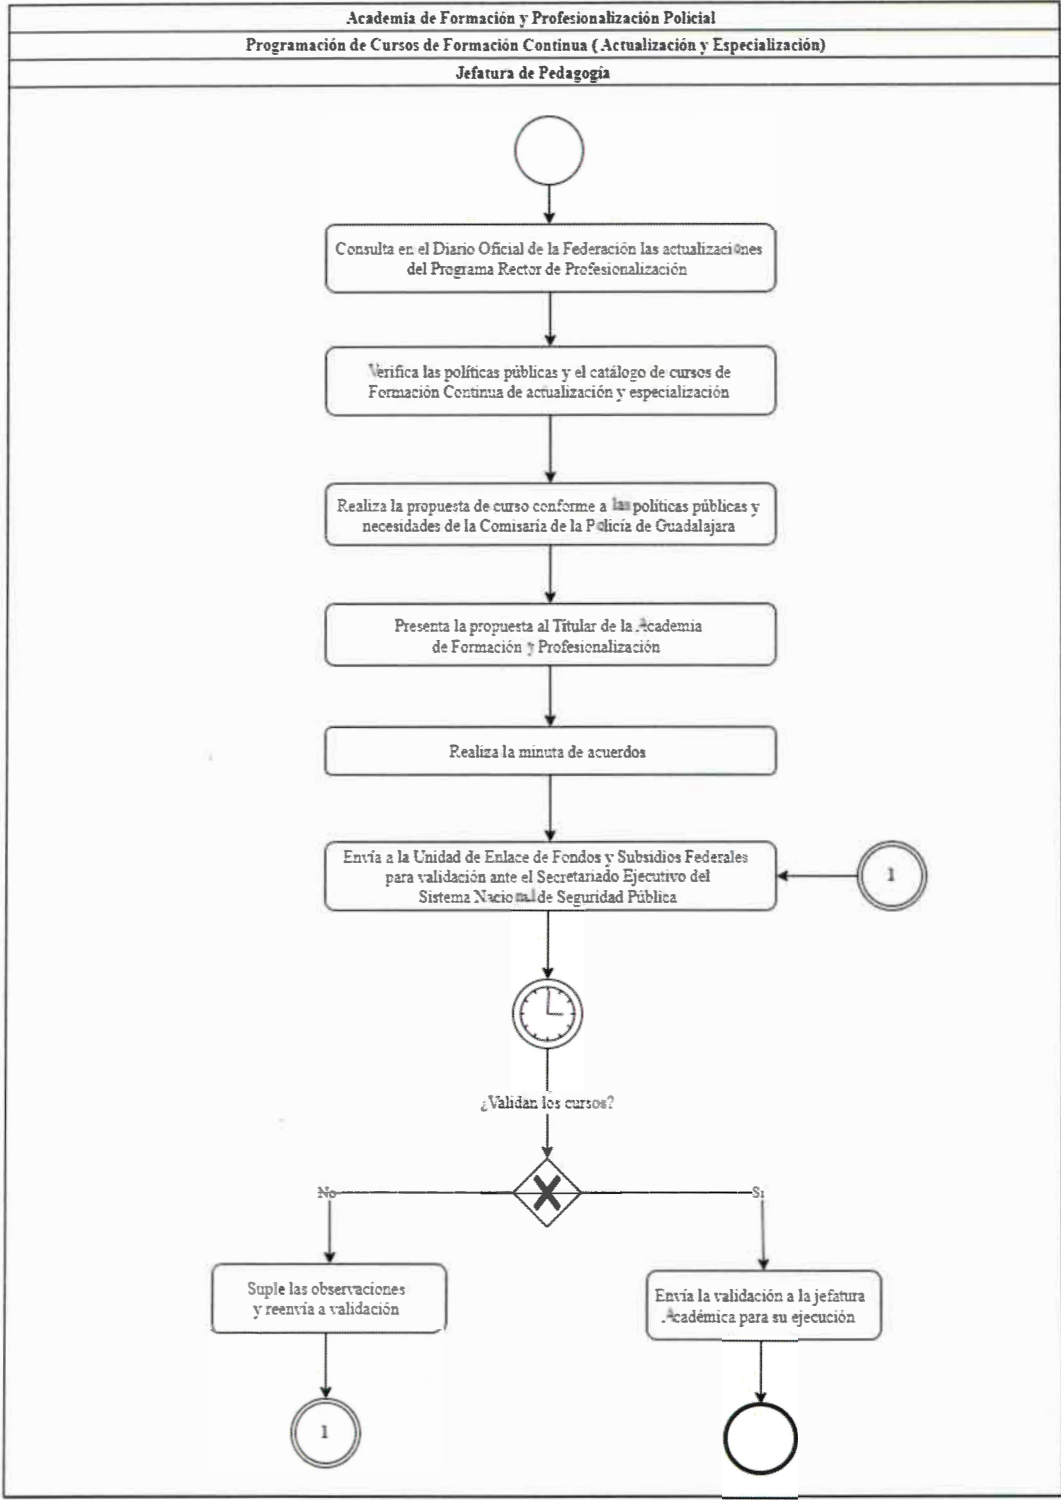 Academia de Formación y Profesionalización Policial
Programación de Cursos de Formación Continua ( Actualización y Especialización)
Jefatura de Pedagogía
Consulta en el Diario Oficial de la Federación las actualizaciones
del Programa Rector de Profesionalización
Verifica las políticas públicas y el catálogo de cursos de
Formación Continua de actualización y especialización
Realiza la propuesta de curso conforme a las políticas públicas y
necesidades de la Comisaría de la Policía de Guadalajara
Presenta la propuesta al Titular de la Academia
de Formación y Profesionalización
Realiza la minuta de acuerdos
Envía a la Unidad de Enlace de Fondos y Subsidios Federales
para validación ante el Secretariado Ejecutivo del
Sistema Nacional de Seguridad Pública
1
¿Validan los cursos?
No
Si
Suple las observaciones
y reenvía a validación
Envía la validación a la jefatura
Académica para su ejecución
1